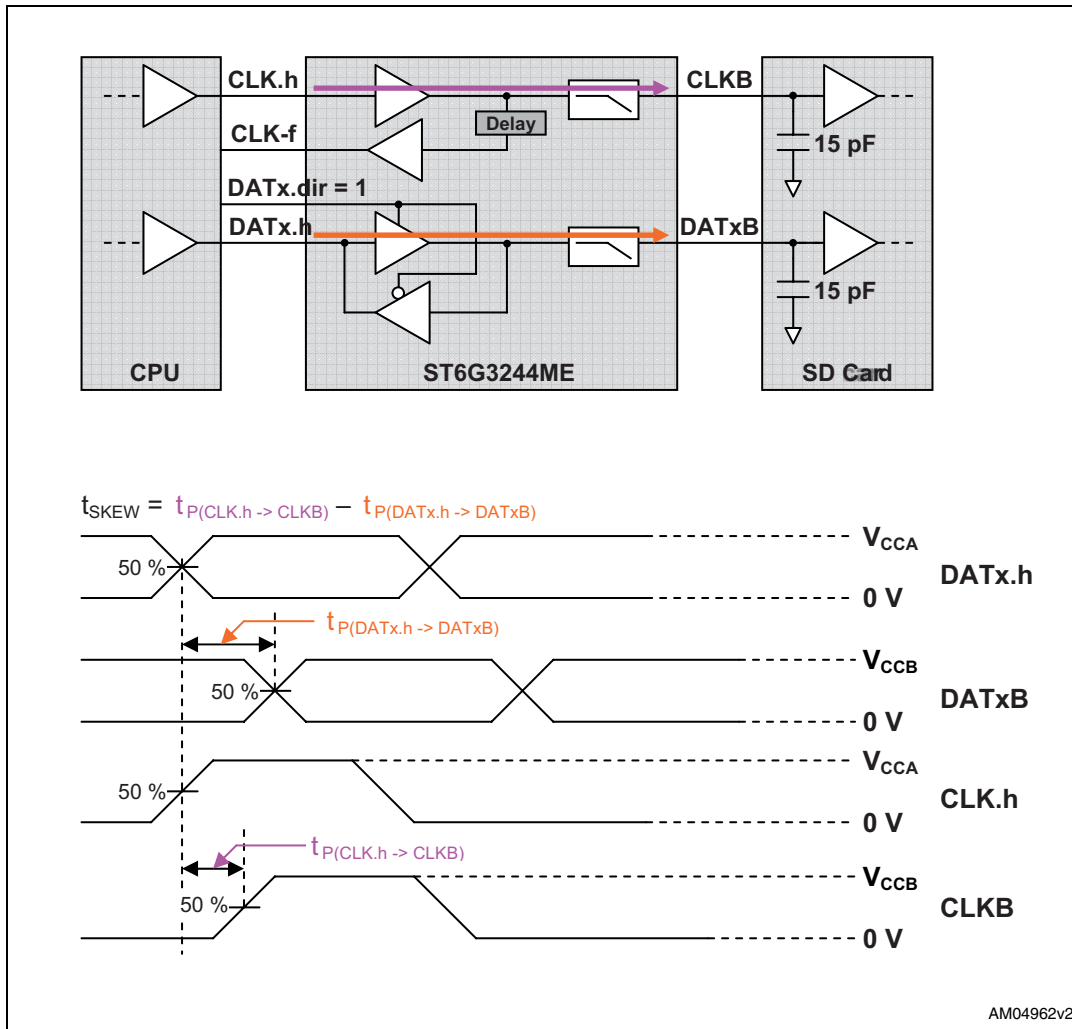 CLK.h
CLKB
Delay
CLK-f
15 pF
DATx.dir = 1
DATx.h
DATxB
15 pF
CPU
ST6G3244ME
SD Card
tSKEW = tP(CLK.h -> CLKB) – tP(DATx.h -> DATxB)
VCCA
50 %
DATx.h
0 V
tP(DATx.h -> DATxB)
VCCB
50 %
DATxB
0 V
VCCA
50 %
CLK.h
0 V
tP(CLK.h -> CLKB)
VCCB
50 %
CLKB
0 V
AM04962v2